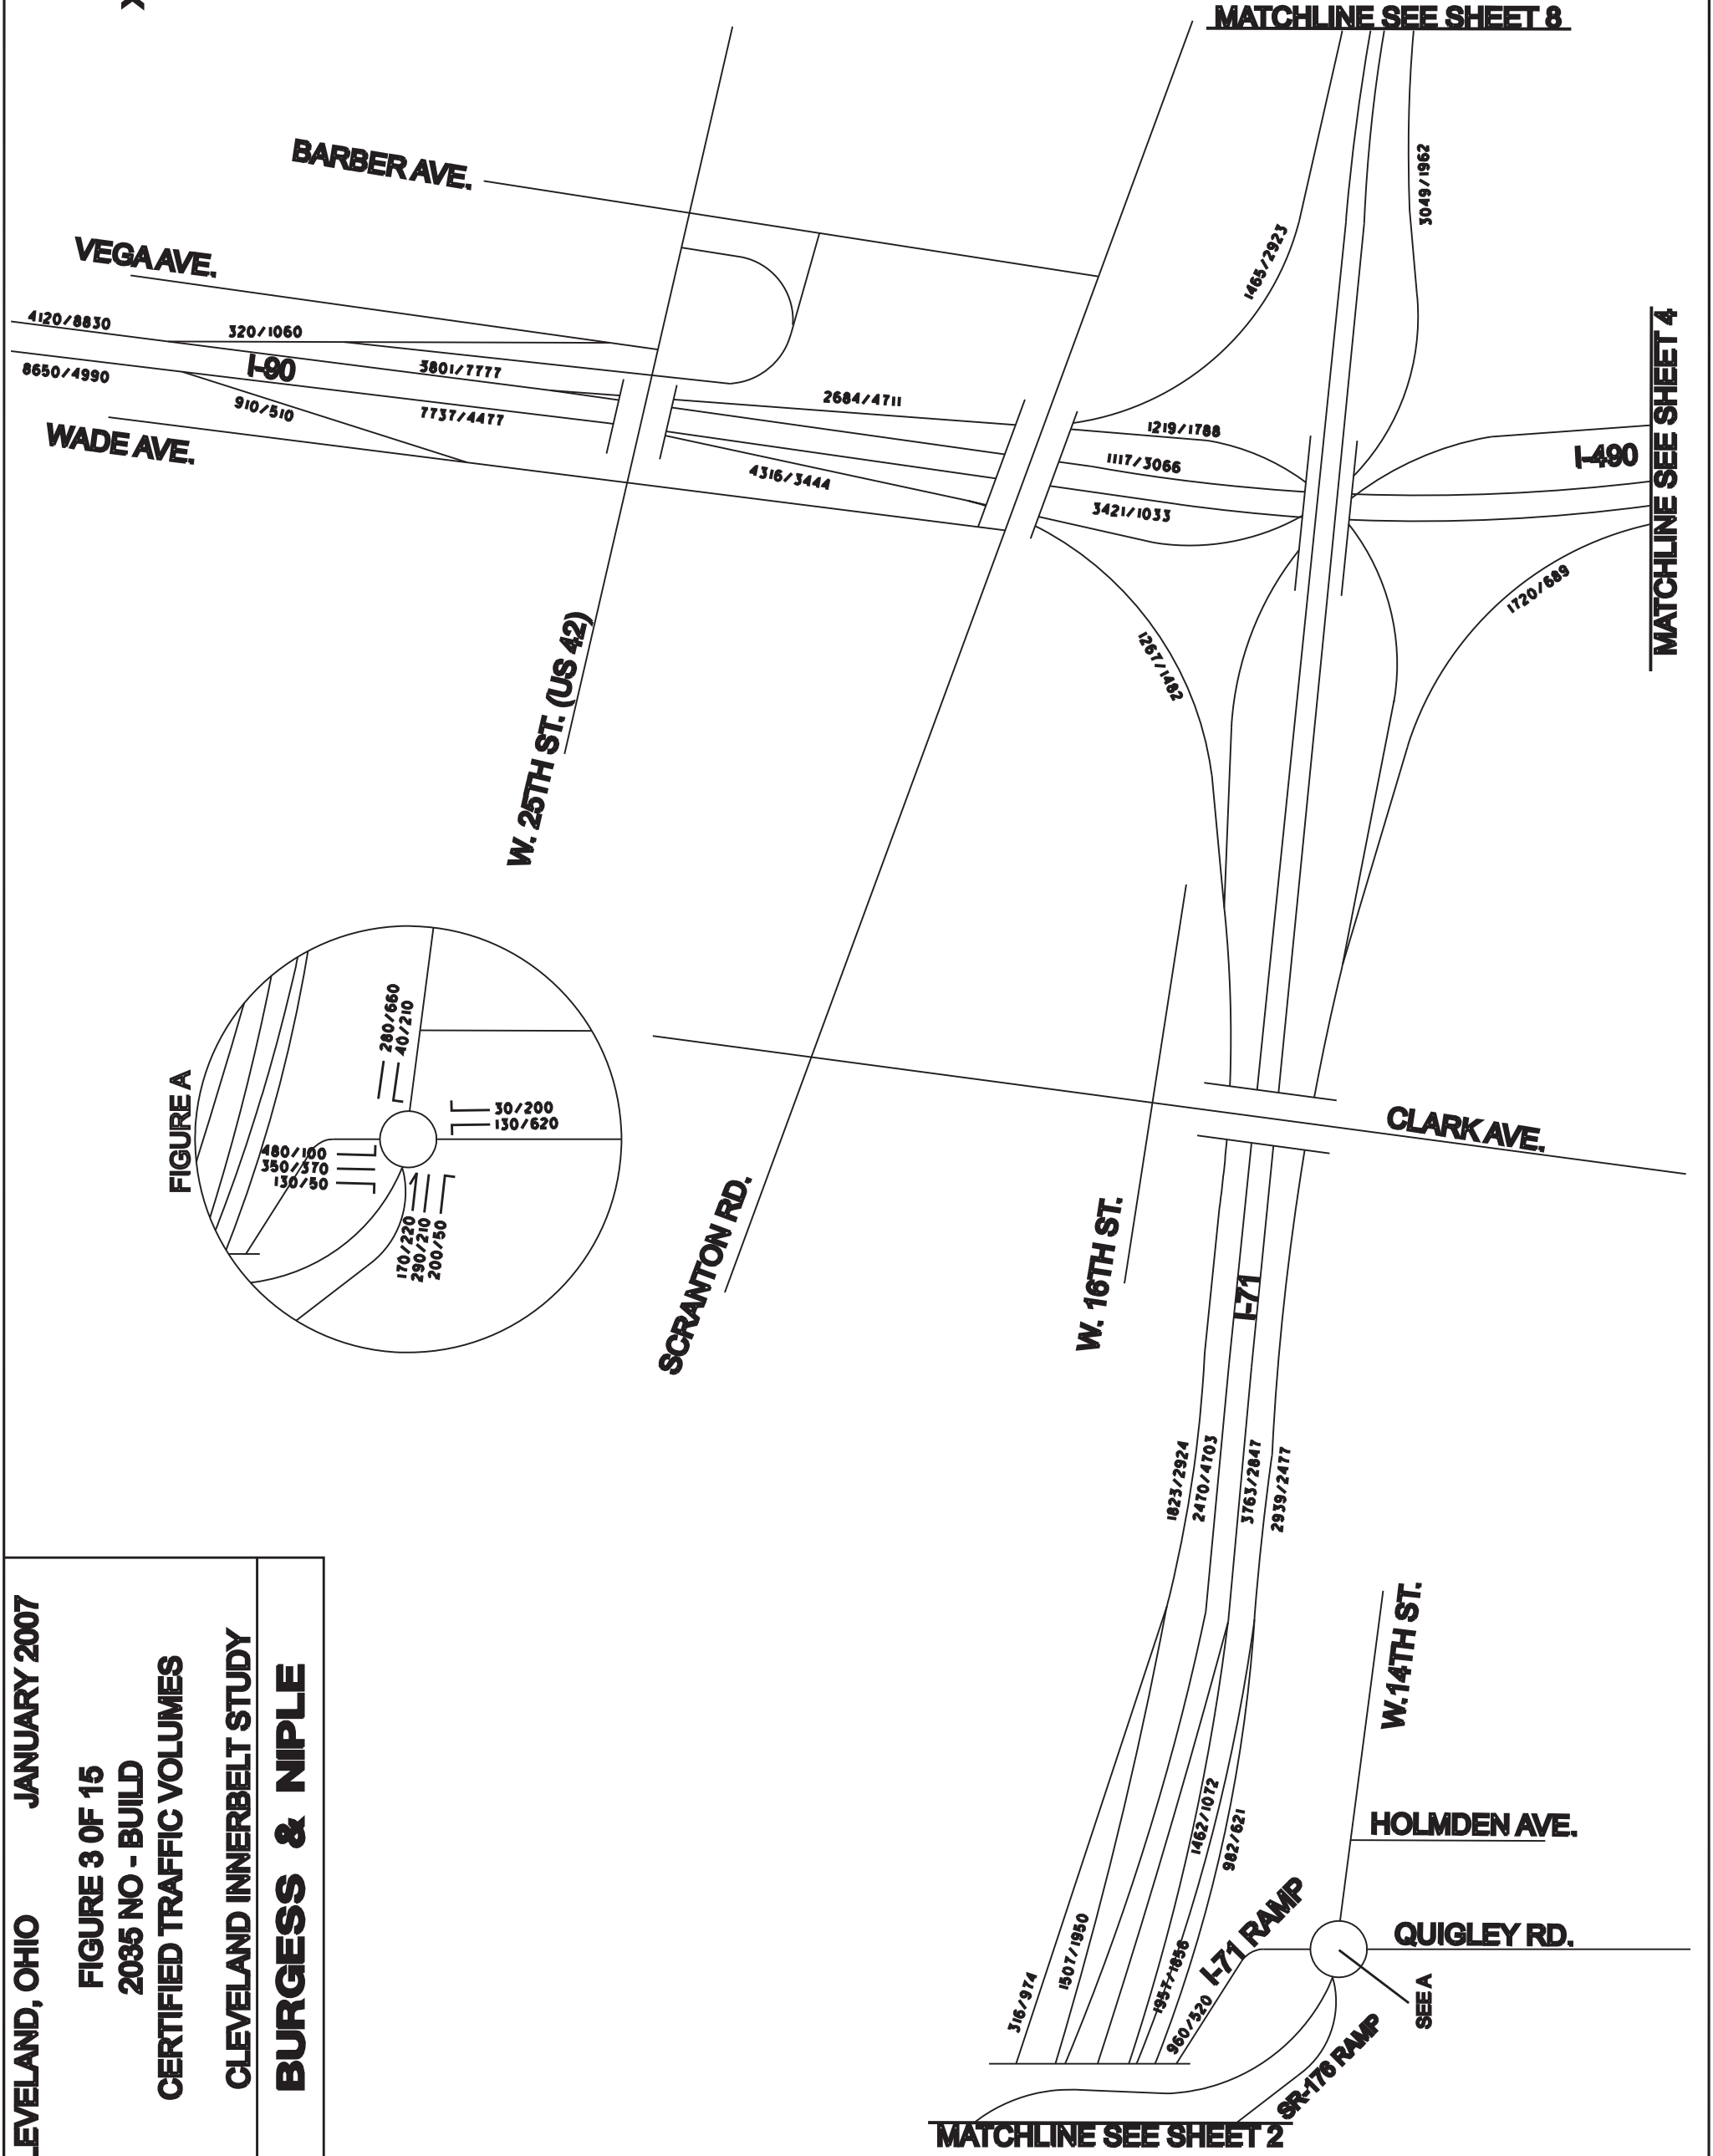 MATCHLINE SEE SHEET 8
BARBER AVE.
VEGA AVE.
4120/8830
320/1060
I-90
3801/7777
8650/4990
910/510
7737/4477
WADE AVE.
2684/4711
4316/3444
1465/2923
3049/1962
1219/1788
1117/3066
3421/1033
I-490
MATCHLINE SEE SHEET 4
1720/689
1267/1482
W. 25TH ST. (US 42)
FIGURE A
280/660
40/210
30/200
130/620
480/100
350/370
130/50
170/220
290/210
200/50
CLARK AVE.
SCRANTON RD.
W. 16TH ST.
I-71
1823/2924
2470/4703
3763/2847
2939/2477
W.14TH ST.
HOLMDEN AVE.
1462/1072
982/621
I-71 RAMP
QUIGLEY RD.
SEE A
316/974
1507/1950
1957/1858
960/520
SR-176 RAMP
MATCHLINE SEE SHEET 2
LEVELAND, OHIO JANUARY 2007
FIGURE 3 OF 15
2035 NO - BUILD
CERTIFIED TRAFFIC VOLUMES
CLEVELAND INNERBELT STUDY
BURGESS & NIPLE